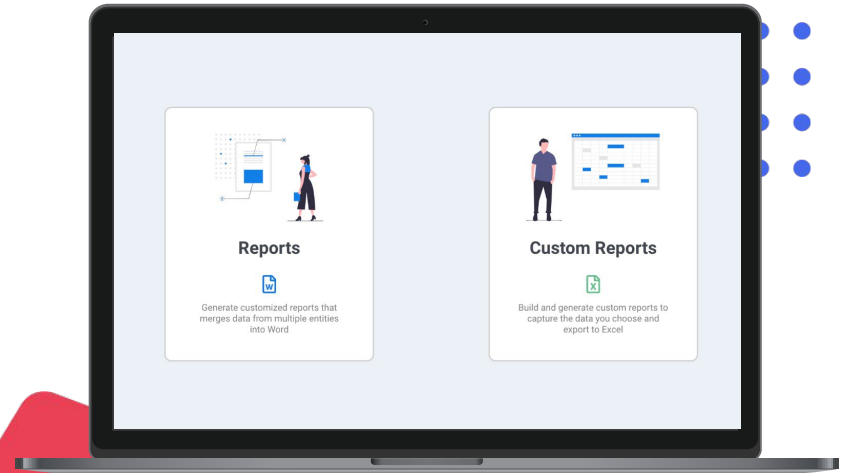 Reports
W
Generate customized reports that
merges data from multiple entities
into Word
Custom Reports
X
Build and generate custom reports to
capture the data you choose and
export to Excel